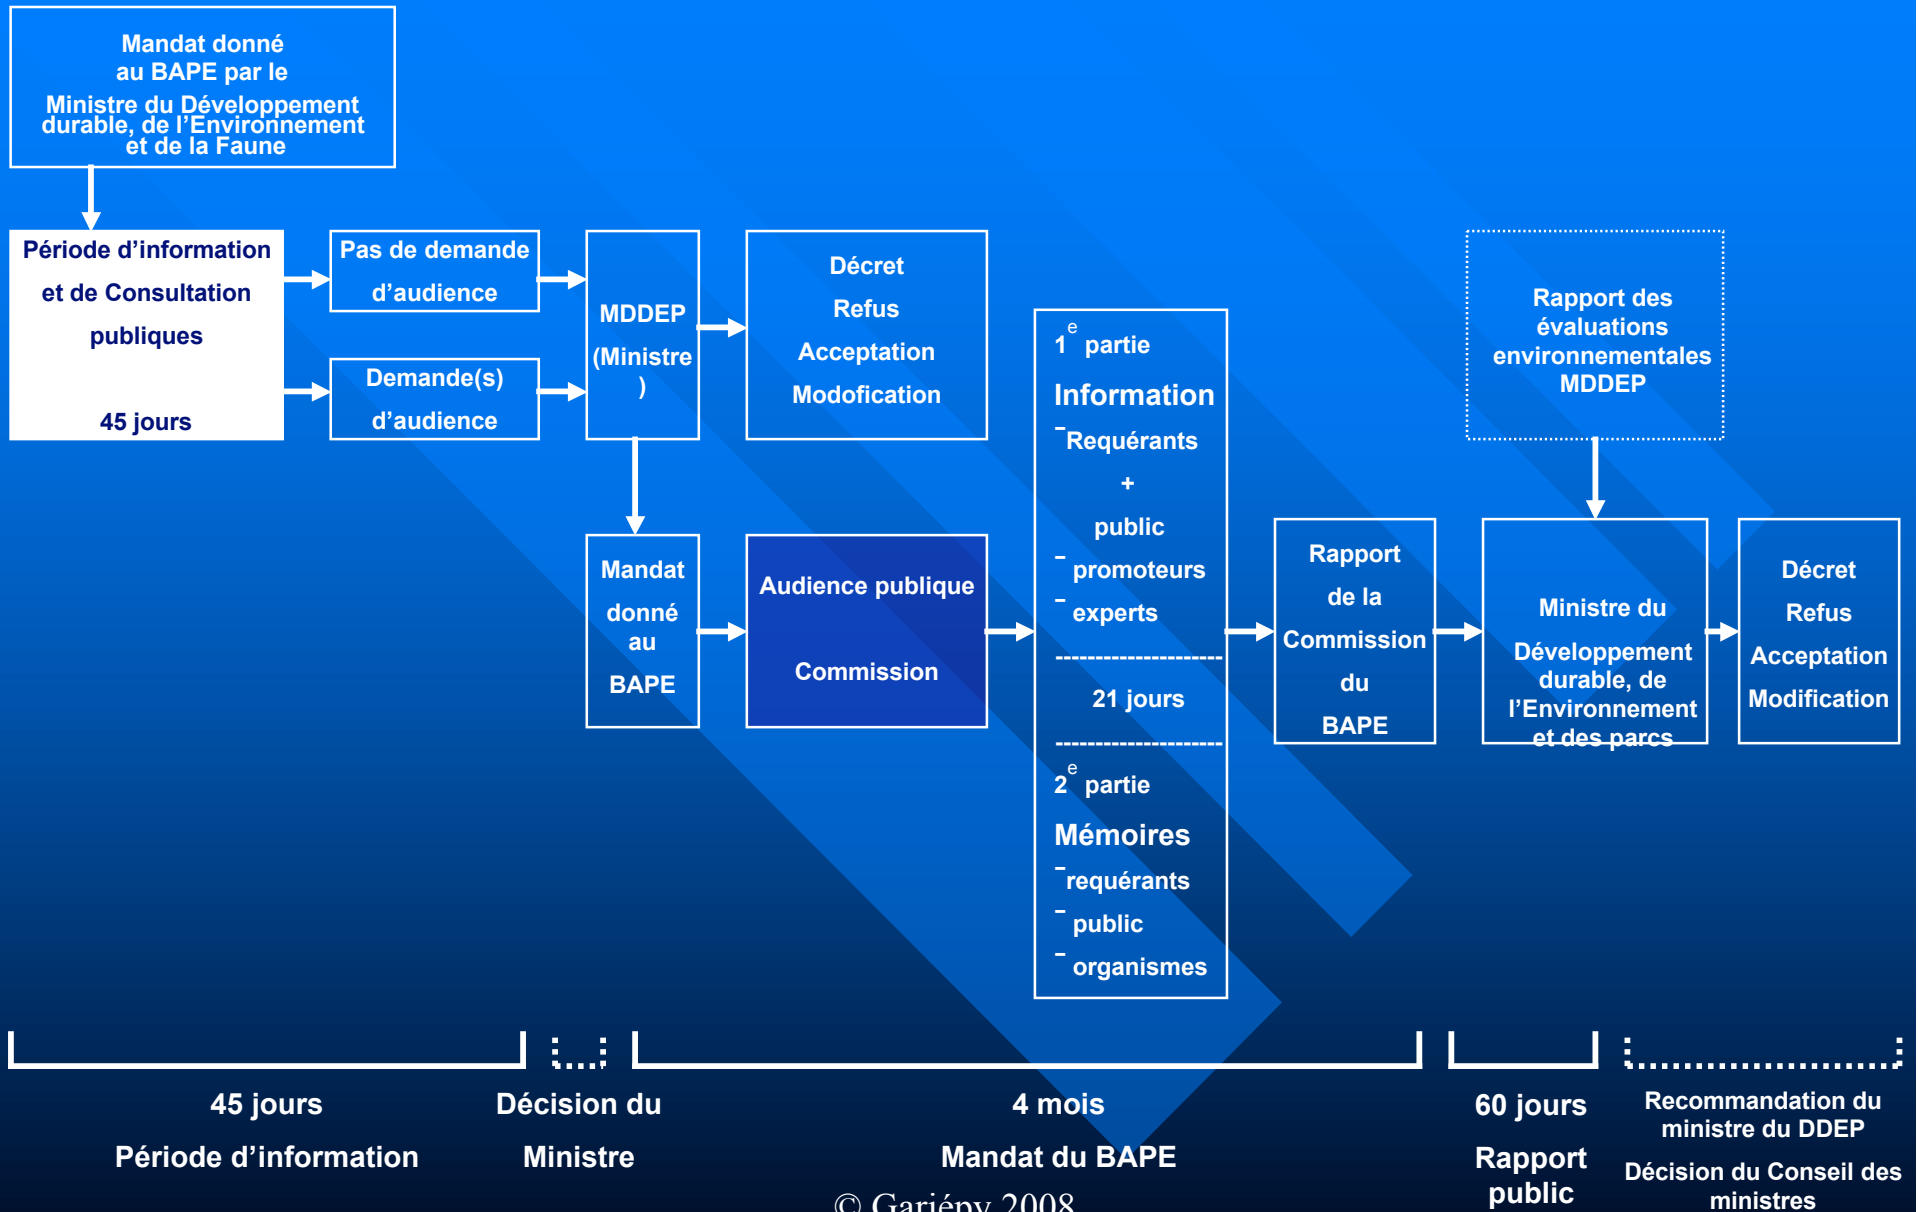 Mandat donné
au BAPE par le
Ministre du Développement
durable, de l'Environnement
et de la Faune
Période d'information
et de Consultation
publiques
45 jours
Pas de demande
d'audience
Demande(s)
d'audience
MDDEP
(Ministre
)
Décret
Refus
Acceptation
Modofication
Mandat
donné
au
BAPE
Audience publique
Commission
1e partie
Information
- Requérants
+
public
- promoteurs
- experts
--------------------
21 jours
--------------------
2e partie
Mémoires
- requérants
- public
- organismes
Rapport
de la
Commission
du
BAPE
Rapport des
évaluations
environnementales
MDDEP
Ministre du
Développement
durable, de
l'Environnement
et des parcs
Décret
Refus
Acceptation
Modification
45 jours
Période d'information
Décision du
Ministre
4 mois
Mandat du BAPE
60 jours
Rapport
public
Recommandation du
ministre du DDEP
Décision du Conseil des
ministres
© Gariépy 2008